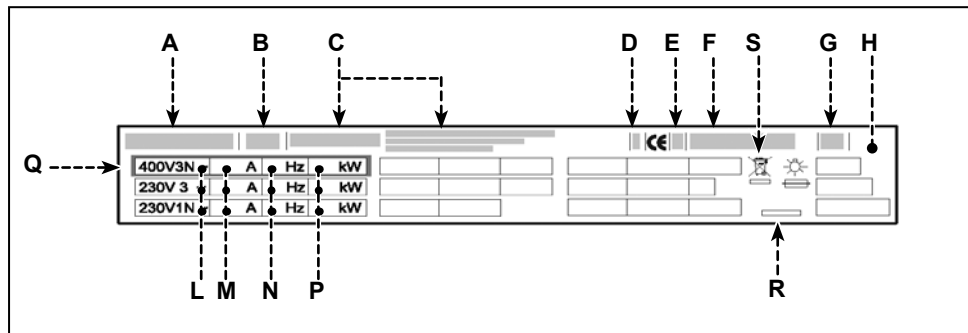 A B C D E F S G H
CE
Q
400V3N~ A Hz kW
230V 3 ~ A Hz kW
230V1N~ A Hz kW
L M N P
R